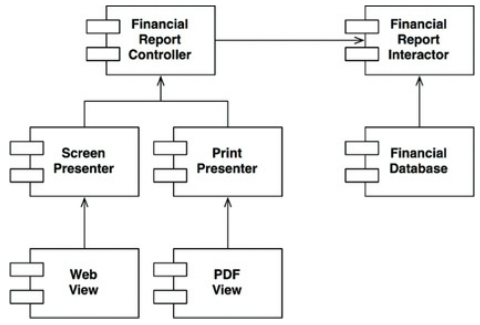 Financial
Report
Controller
Financial
Report
Interactor
Screen
Presenter
Print
Presenter
Financial
Database
Web
View
PDF
View